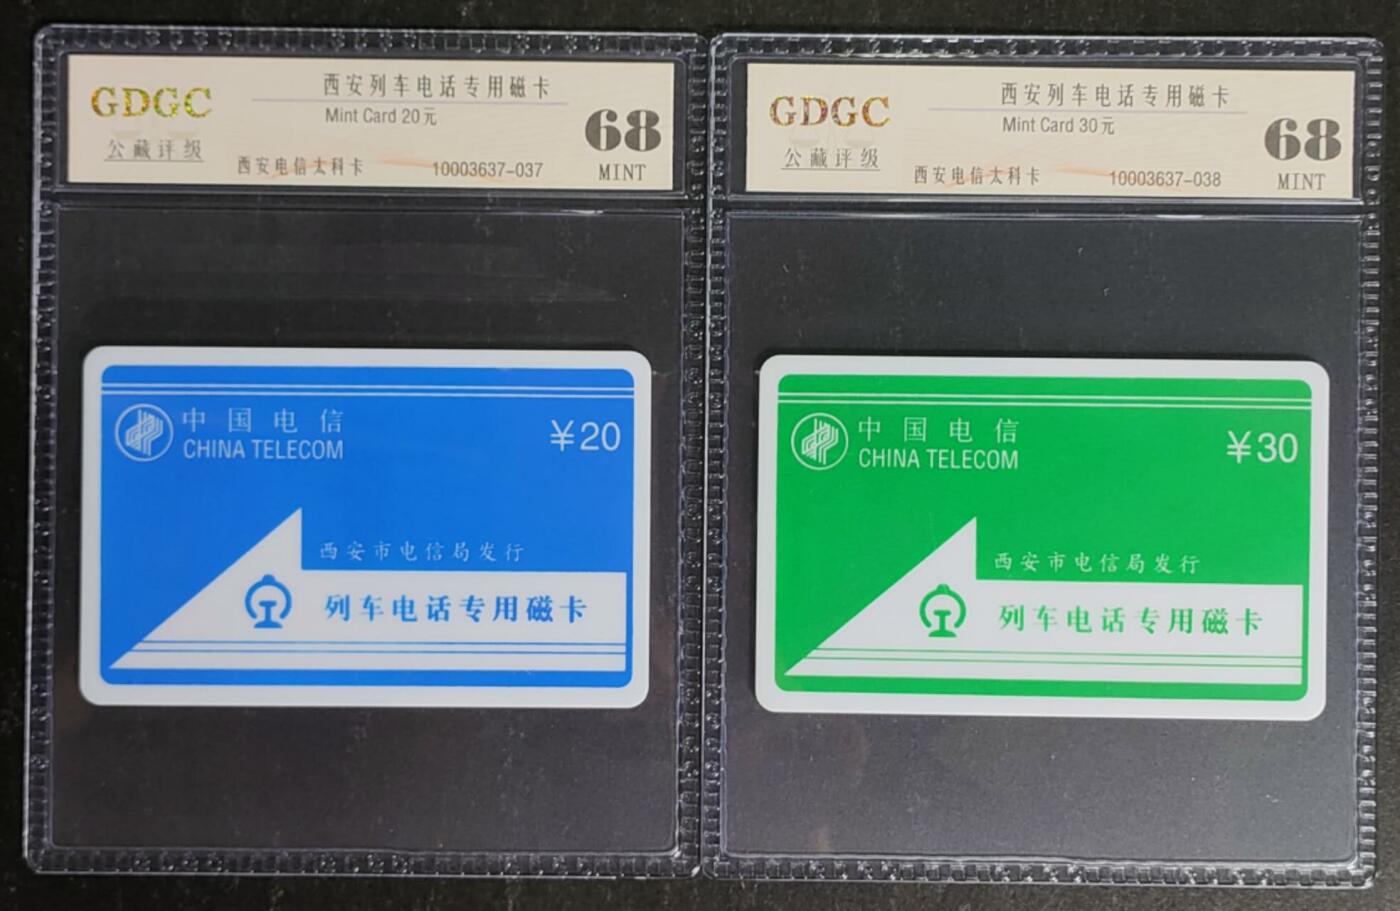 GDGC
公藏评级
西安列车电话专用磁卡
Mint Card 20元
西安电信太科卡
10003637-037
68
MINT
中国电信
CHINA TELECOM
¥20
西安市电信局发行
列车电话专用磁卡
GDGC
公藏评级
西安列车电话专用磁卡
Mint Card 30元
西安电信太科卡
10003637-038
68
MINT
中国电信
CHINA TELECOM
¥30
西安市电信局发行
列车电话专用磁卡